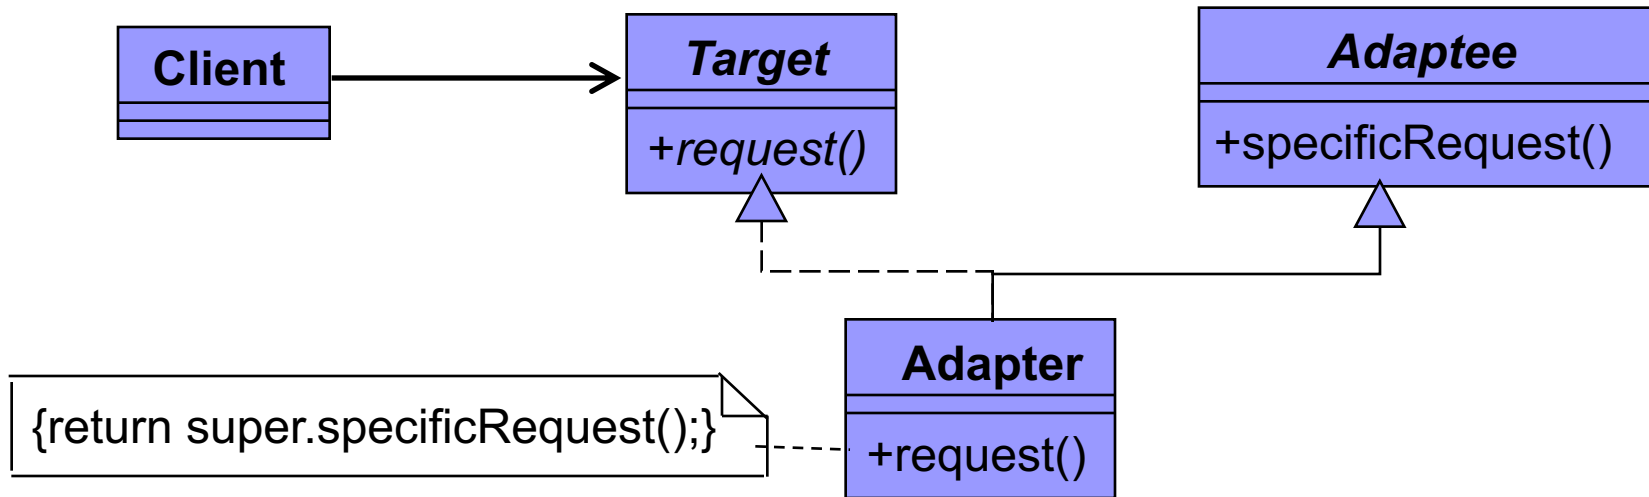 Client
Target
+request()
Adaptee
+specificRequest()
Adapter
+request()
{return super.specificRequest();}